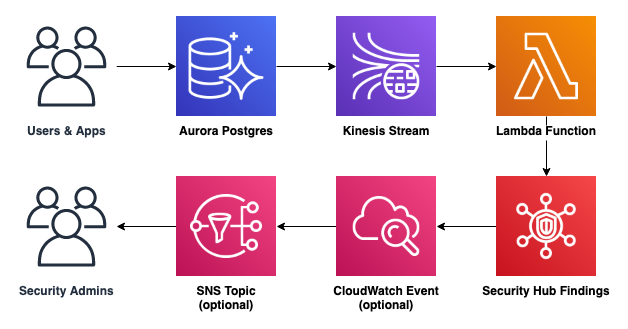 Users & Apps
Aurora Postgres
Kinesis Stream
Lambda Function
Security Admins
SNS Topic
(optional)
CloudWatch Event
(optional)
Security Hub Findings